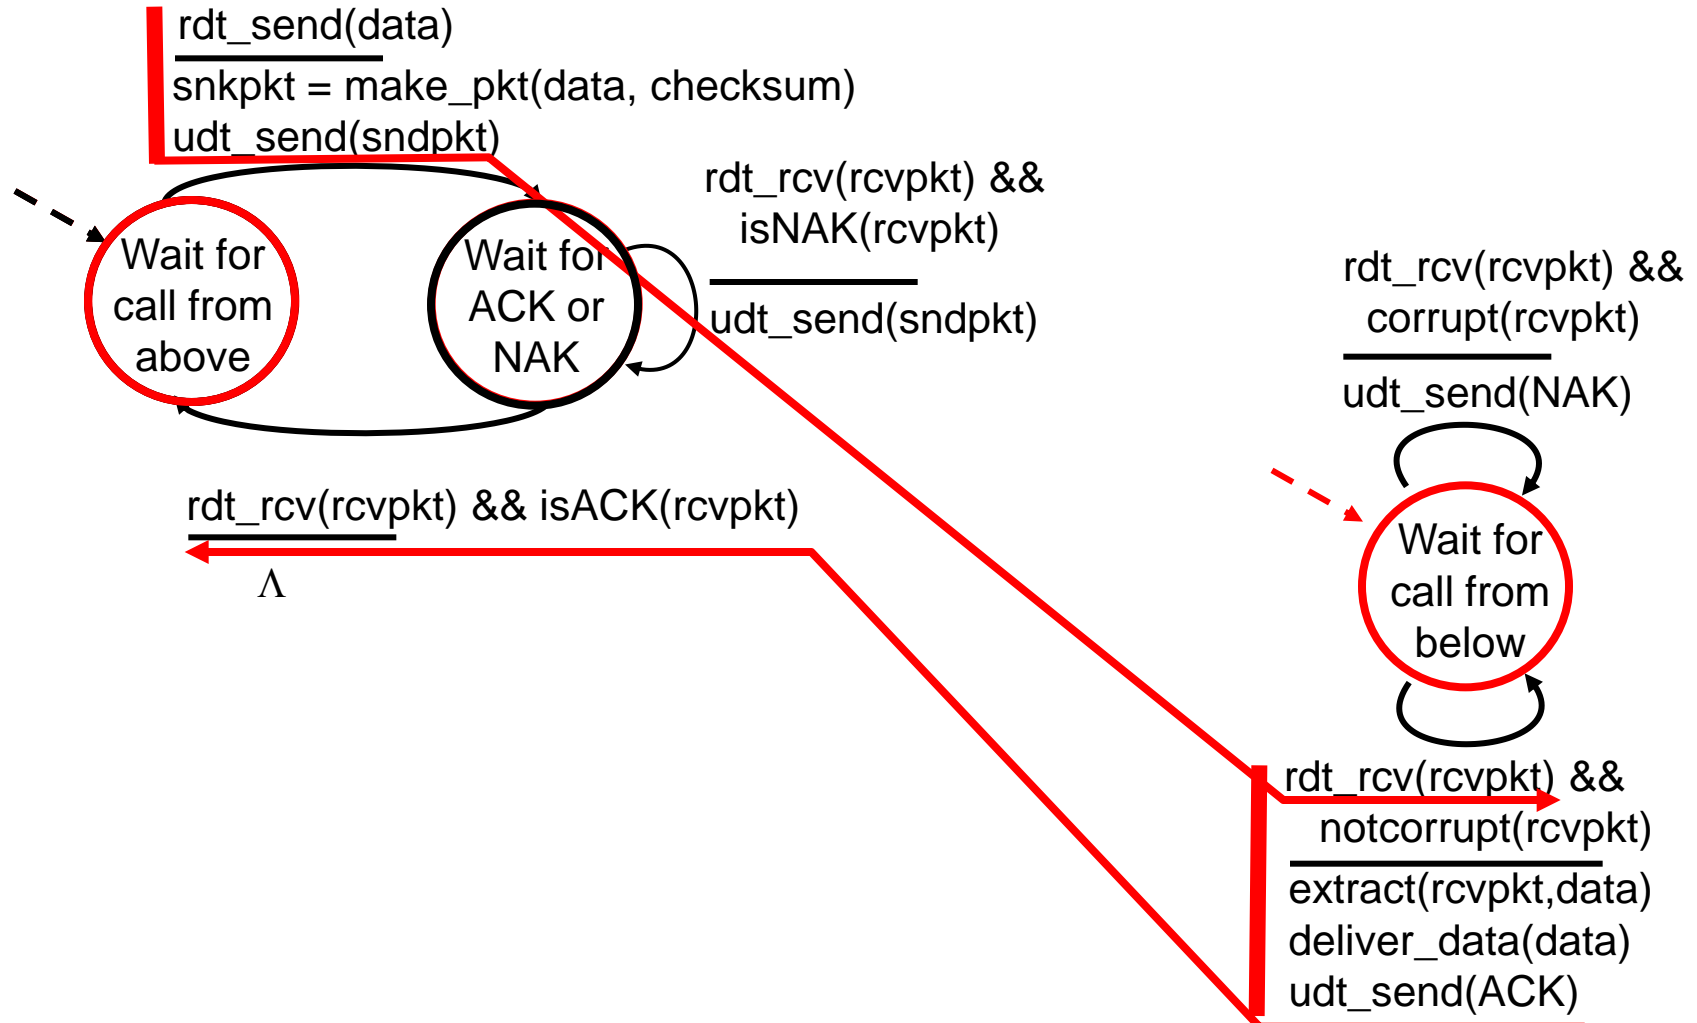 rdt_send(data)
snkpkt = make_pkt(data, checksum)
udt_send(sndpkt)
Wait for
call from
above
Wait for
ACK or
NAK
rdt_rcv(rcvpkt) &&
isNAK(rcvpkt)
udt_send(sndpkt)
rdt_rcv(rcvpkt) && isACK(rcvpkt)
Λ
rdt_rcv(rcvpkt) &&
corrupt(rcvpkt)
udt_send(NAK)
Wait for
call from
below
rdt_rcv(rcvpkt) &&
notcorrupt(rcvpkt)
extract(rcvpkt,data)
deliver_data(data)
udt_send(ACK)